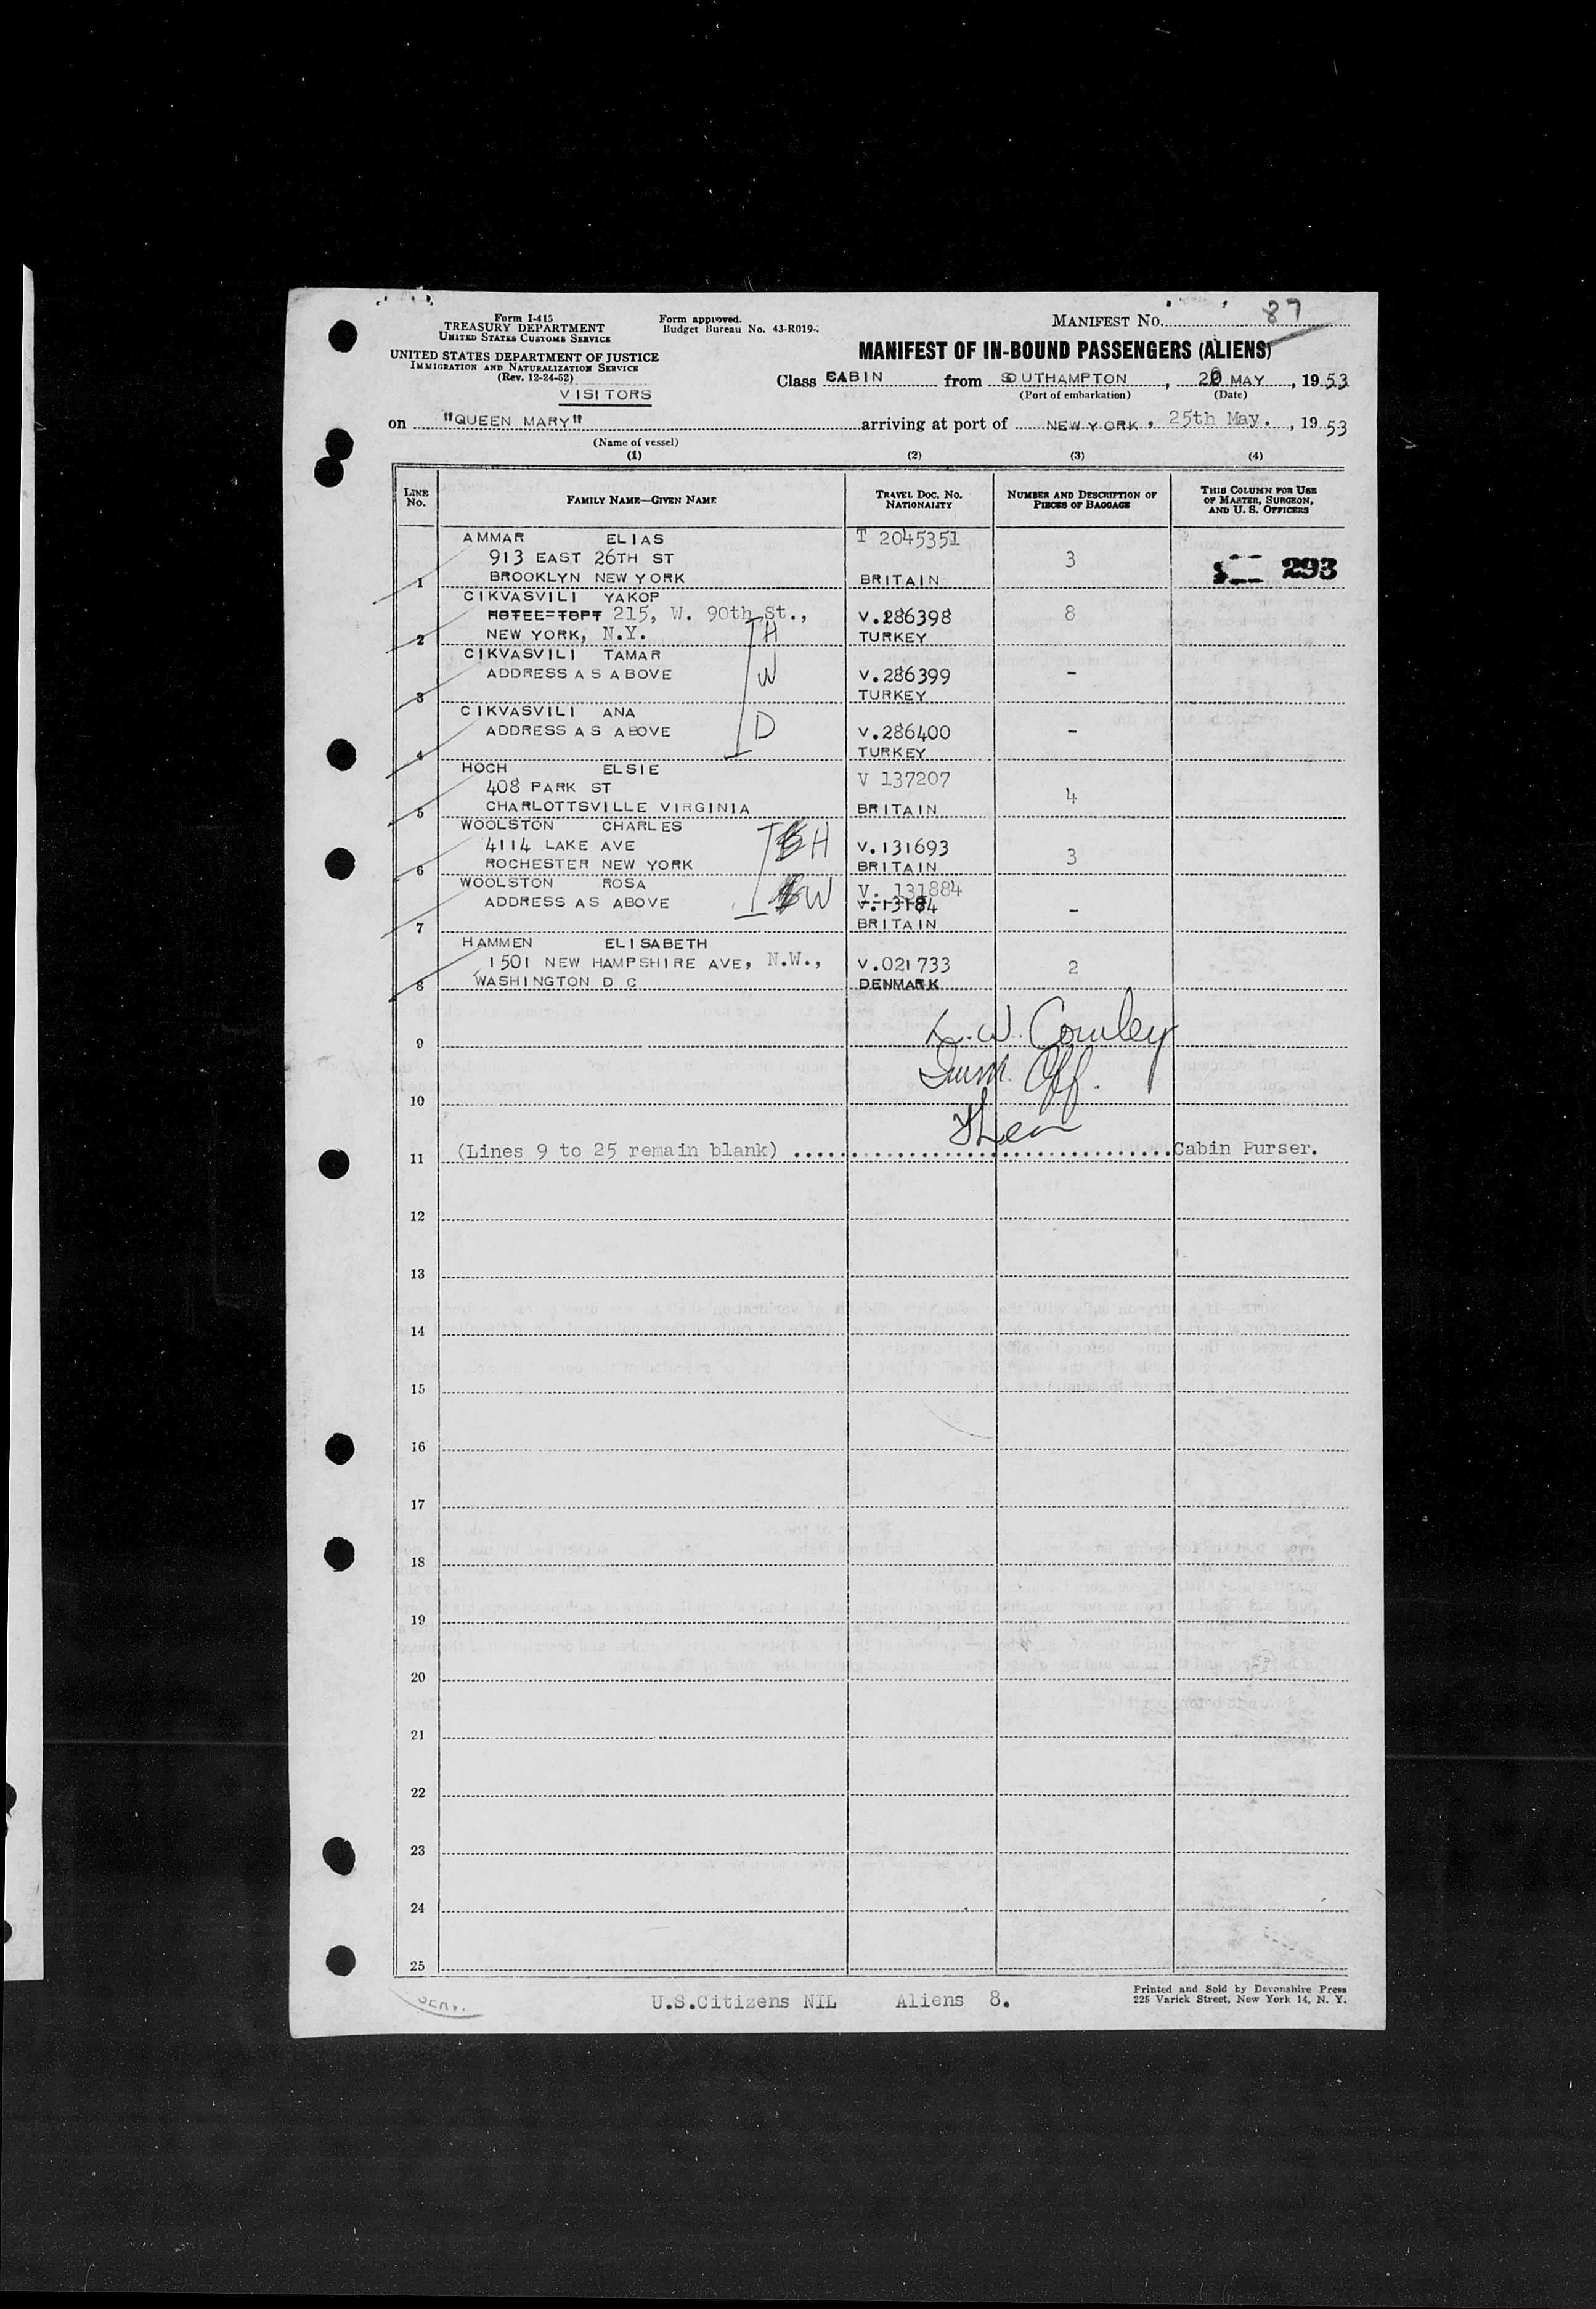 Form I-415
TREASURY DEPARTMENT
UNITED STATES CUSTOMS SERVICE
UNITED STATES DEPARTMENT OF JUSTICE
IMMIGRATION AND NATURALIZATION SERVICE
(Rev. 12-24-52)
VISITORS
Form approved.
Budget Bureau No. 43-R019-
MANIFEST NO. 87
MANIFEST OF IN-BOUND PASSENGERS (ALIENS)
Class CABIN from SOUTHAMPTON, 20 MAY, 1953
(Port of embarkation) (Date)
on "QUEEN MARY" arriving at port of NEW YORK, 25th May., 1953
(Name of vessel)
(1) (2) (3) (4)
LINE NO. FAMILY NAME—GIVEN NAME TRAVEL DOC. NO. NATIONALITY NUMBER AND DESCRIPTION OF PIECES OF BAGGAGE THIS COLUMN FOR USE OF MASTER, SURGEON, AND U. S. OFFICERS
AMMAR ELIAS T 2045351
913 EAST 26TH ST 3 293
1 BROOKLYN NEW YORK BRITAIN
CIKVASVILI YAKOP
215, W. 90th St., V.286398 8
2 NEW YORK, N.Y. H TURKEY
CIKVASVILI TAMAR
ADDRESS AS ABOVE W V.286399 -
3 TURKEY
CIKVASVILI ANA
ADDRESS AS ABOVE D V.286400 -
4 TURKEY
HOCH ELSIE V 137207
408 PARK ST 4
5 CHARLOTTSVILLE VIRGINIA BRITAIN
WOOLSTON CHARLES H
4114 LAKE AVE V.131693 3
6 ROCHESTER NEW YORK BRITAIN
WOOLSTON ROSA W V. 131884
ADDRESS AS ABOVE V.13184 -
7 BRITAIN
HAMMEN ELISABETH
1501 NEW HAMPSHIRE AVE, N.W., V.021733 2
8 WASHINGTON D C DENMARK
9 L.W. Cowley
10 Imm. Off.
11 (Lines 9 to 25 remain blank) Cabin Purser.
12
13
14
15
16
17
18
19
20
21
22
23
24
25
U.S.Citizens NIL Aliens 8.
Printed and Sold by Devonshire Press
225 Varick Street, New York 14, N. Y.